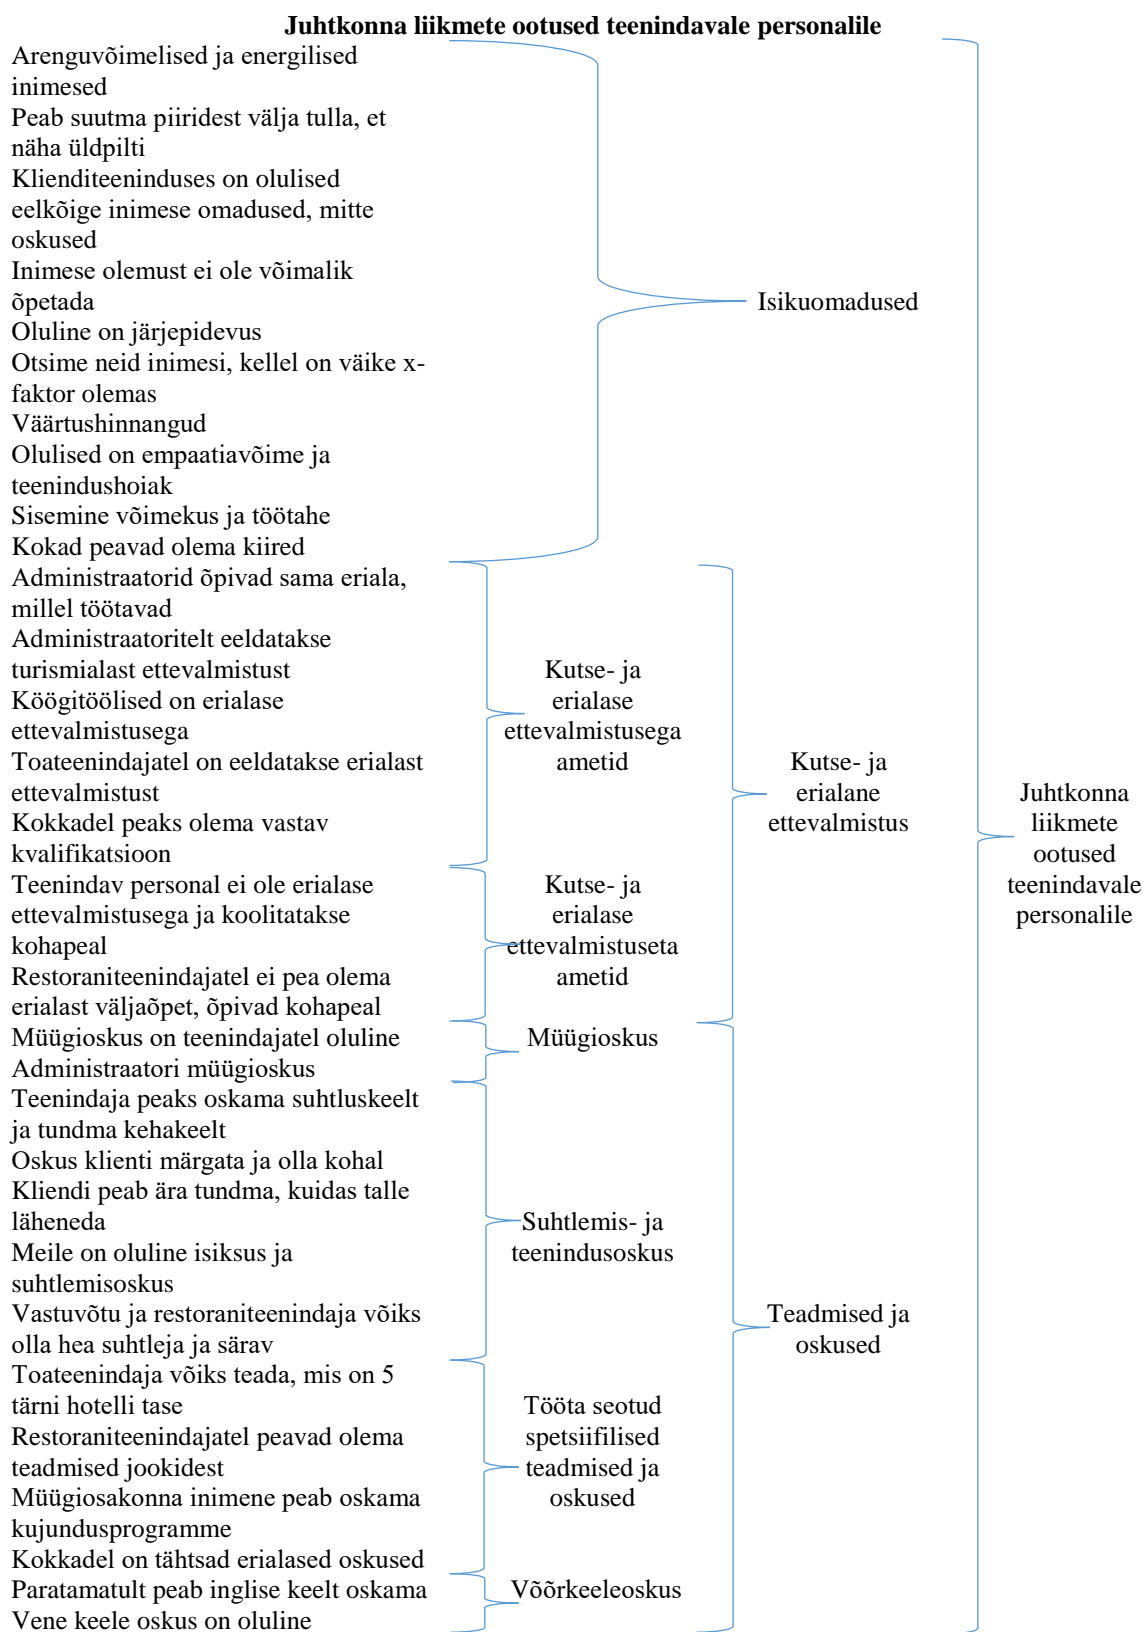 Juhtkonna liikmete ootused teenindavale personalile
Arenguvõimelised ja energilised
inimesed
Peab suutma piiridest välja tulla, et
näha üldpilti
Klienditeeninduses on olulised
eelkõige inimese omadused, mitte
oskused
Inimese olemust ei ole võimalik
õpetada
Oluline on järjepidevus
Otsime neid inimesi, kellel on väike x-
faktor olemas
Väärtushinnangud
Olulised on empaatiavõime ja
teenindushoiak
Sisemine võimekus ja töötahe
Kokad peavad olema kiired
Isikuomadused
Administraatorid õpivad sama eriala,
millel töötavad
Administraatoritelt eeldatakse
turismialast ettevalmistust
Köögitöölised on erialase
ettevalmistusega
Toateenindajatel on eeldatakse erialast
ettevalmistust
Kokkadel peaks olema vastav
kvalifikatsioon
Kutse- ja
erialase
ettevalmistusega
ametid
Teenindav personal ei ole erialase
ettevalmistusega ja koolitatakse
kohapeal
Restoraniteenindajatel ei pea olema
erialast väljaõpet, õpivad kohapeal
Kutse- ja
erialase
ettevalmistuseta
ametid
Kutse- ja
erialane
ettevalmistus
Müügioskus on teenindajatel oluline
Administraatori müügioskus
Müügioskus
Teenindaja peaks oskama suhtluskeelt
ja tundma kehakeelt
Oskus klienti märgata ja olla kohal
Kliendi peab ära tundma, kuidas talle
läheneda
Meile on oluline isiksus ja
suhtlemisoskus
Vastuvõtu ja restoraniteenindaja võiks
olla hea suhtleja ja särav
Suhtlemis- ja
teenindusoskus
Toateenindaja võiks teada, mis on 5
tärni hotelli tase
Restoraniteenindajatel peavad olema
teadmised jookidest
Müügiosakonna inimene peab oskama
kujundusprogramme
Kokkadel on tähtsad erialased oskused
Tööta seotud
spetsiifilised
teadmised ja
oskused
Paratamatult peab inglise keelt oskama
Vene keele oskus on oluline
Võõrkeeleoskus
Teadmised ja
oskused
Juhtkonna
liikmete
ootused
teenindavale
personalile